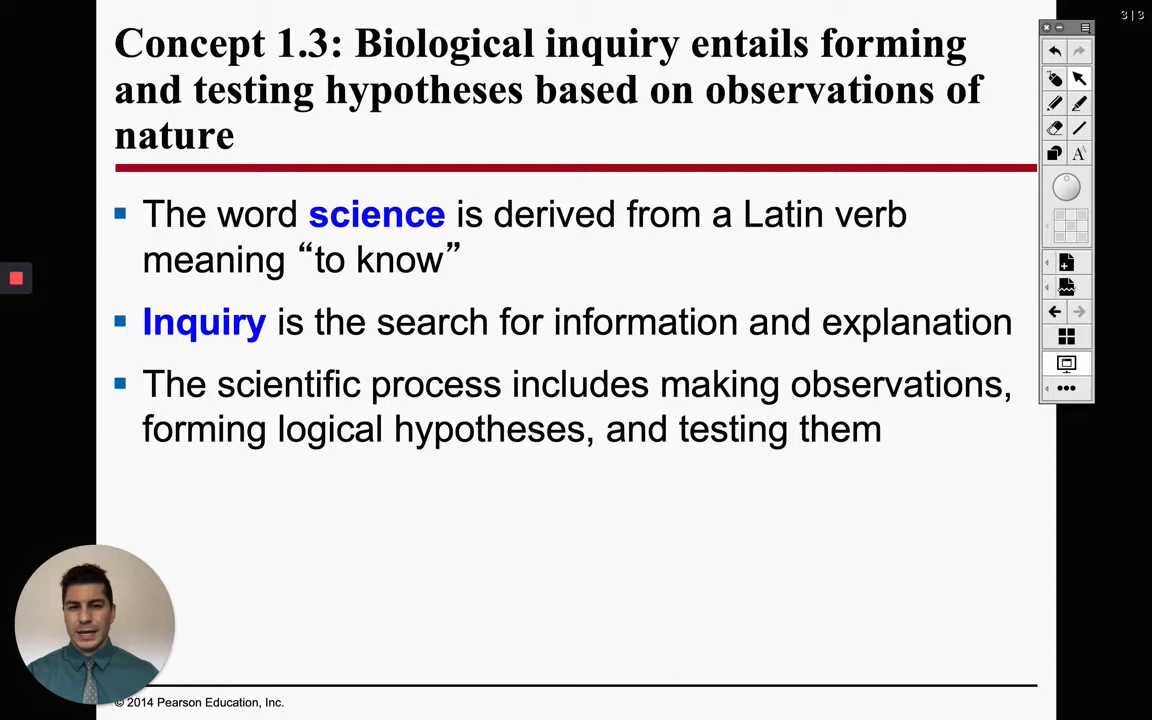 3 | 3
Concept 1.3: Biological inquiry entails forming
and testing hypotheses based on observations of
nature
▪ The word science is derived from a Latin verb
meaning “to know”
▪ Inquiry is the search for information and explanation
▪ The scientific process includes making observations,
forming logical hypotheses, and testing them
A
© 2014 Pearson Education, Inc.